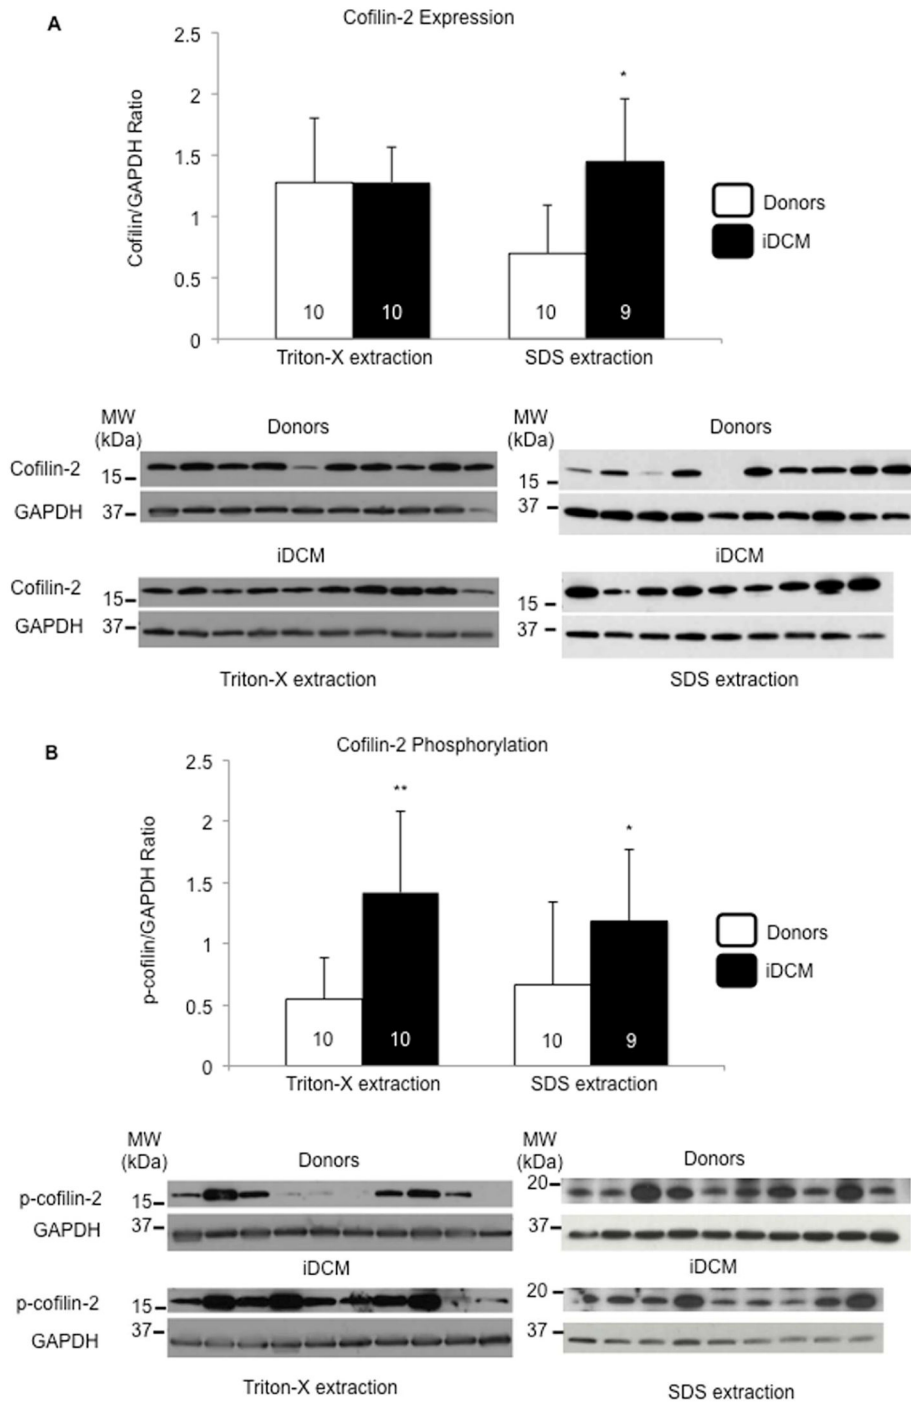 A
Cofilin-2 Expression
2.5
2
1.5
1
0.5
0
Cofilin/GAPDH Ratio
*
10
10
10
9
Triton-X extraction
SDS extraction
Donors
iDCM
MW
(kDa)
Donors
Cofilin-2
15
GAPDH
37
iDCM
Cofilin-2
15
GAPDH
37
Triton-X extraction
MW
(kDa)
Donors
15
37
iDCM
15
37
SDS extraction
B
Cofilin-2 Phosphorylation
2.5
2
1.5
1
0.5
0
p-cofilin/GAPDH Ratio
**
*
10
10
10
9
Triton-X extraction
SDS extraction
Donors
iDCM
MW
(kDa)
Donors
p-cofilin-2
15
GAPDH
37
iDCM
p-cofilin-2
15
GAPDH
37
Triton-X extraction
MW
(kDa)
Donors
20
37
iDCM
20
37
SDS extraction